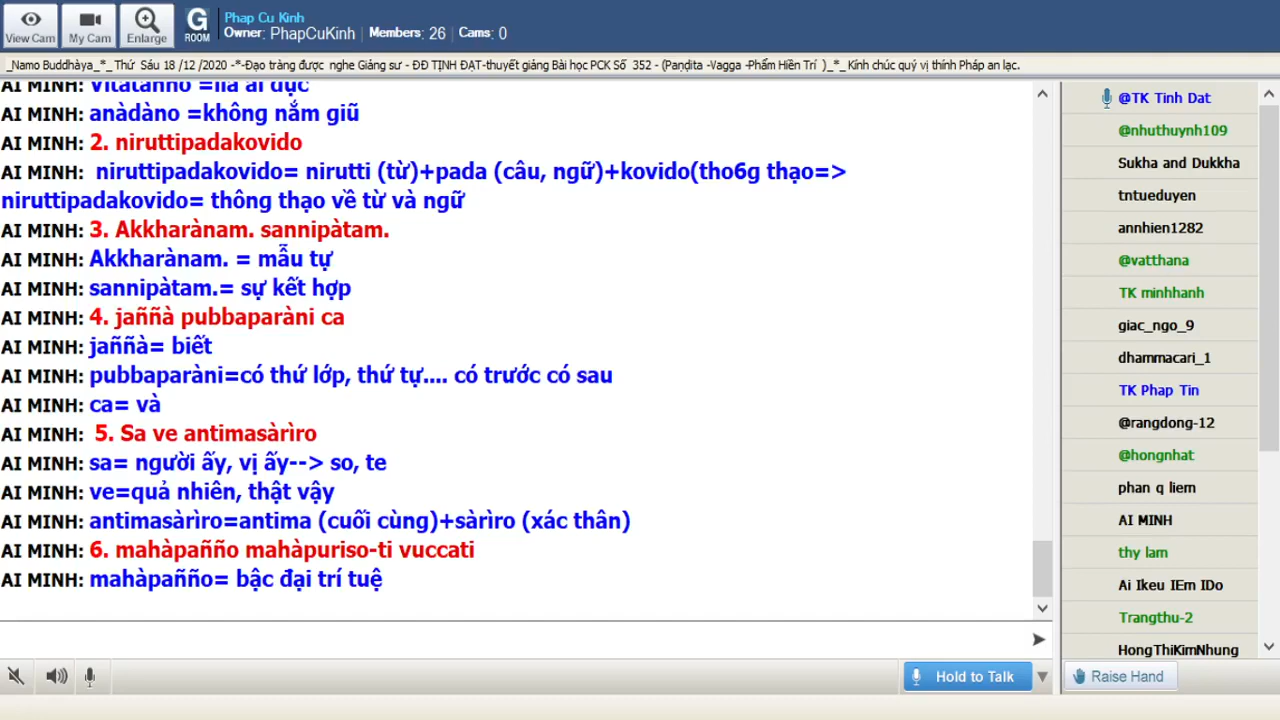 View Cam
My Cam
Enlarge
G
ROOM
Phap Cu Kinh
Owner: PhapCuKinh Members: 26 Cams: 0
_Namo Buddhàya_*_ Thứ Sáu 18 /12 /2020 -*-Đạo tràng được nghe Giảng sư - ĐĐ TỊNH ĐẠT-thuyết giảng Bài học PCK Số 352 - (Paṇḍita -Vagga -Phẩm Hiền Trí )_*_ Kính chúc quý vị thính Pháp an lạc.
AI MINH:
AI MINH: anàdàno =không nắm giũ
AI MINH: 2. niruttipadakovido
AI MINH: niruttipadakovido= nirutti (từ)+pada (câu, ngữ)+kovido(tho6g thạo=>
niruttipadakovido= thông thạo về từ và ngữ
AI MINH: 3. Akkharànam. sannipàtam.
AI MINH: Akkharànam. = mẫu tự
AI MINH: sannipàtam.= sự kết hợp
AI MINH: 4. jaññà pubbaparàni ca
AI MINH: jaññà= biết
AI MINH: pubbaparàni=có thứ lớp, thứ tự.... có trước có sau
AI MINH: ca= và
AI MINH: 5. Sa ve antimasàrìro
AI MINH: sa= người ấy, vị ấy--> so, te
AI MINH: ve=quả nhiên, thật vậy
AI MINH: antimasàrìro=antima (cuối cùng)+sàrìro (xác thân)
AI MINH: 6. mahàpañño mahàpuriso-ti vuccati
AI MINH: mahàpañño= bậc đại trí tuệ
@TK Tinh Dat
@nhuthuynh109
Sukha and Dukkha
tntueduyen
annhien1282
@vatthana
TK minhhanh
giac_ngo_9
dhammacari_1
TK Phap Tin
@rangdong-12
@hongnhat
phan q liem
AI MINH
thy lam
Ai Ikeu IEm IDo
Trangthu-2
HongThiKimNhung
Hold to Talk
Raise Hand